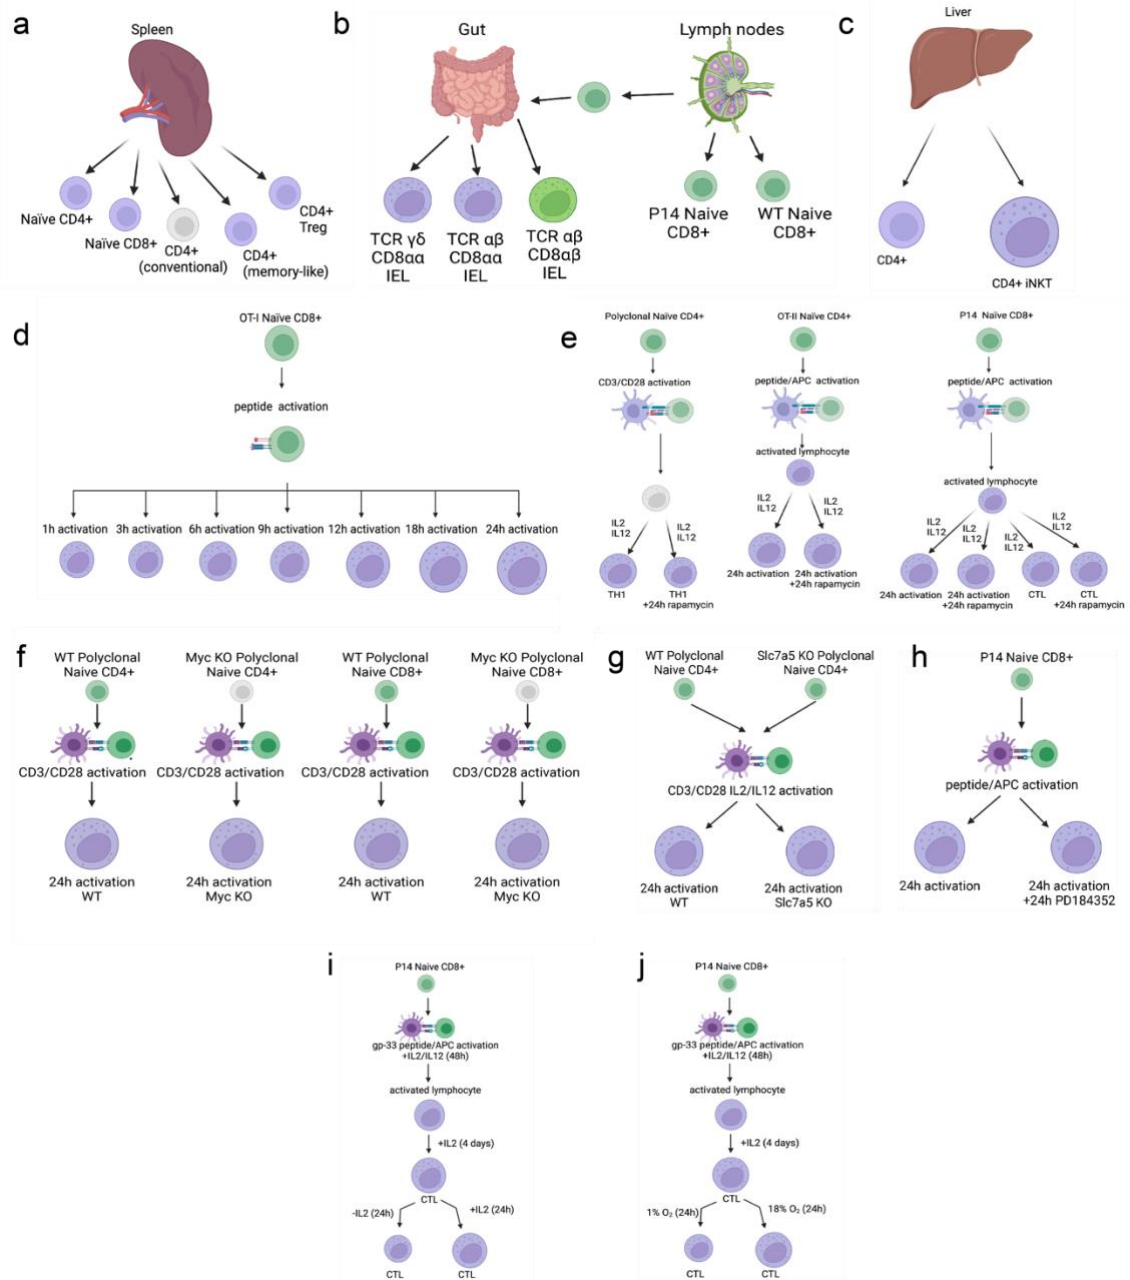 a
Spleen
Naïve CD4+
Naïve CD8+
CD4+
(conventional)
CD4+
(memory-like)
CD4+
Treg
b
Gut
Lymph nodes
TCR γδ
CD8αα
IEL
TCR αβ
CD8αα
IEL
TCR αβ
CD8αβ
IEL
P14 Naive
CD8+
WT Naive
CD8+
c
Liver
CD4+
CD4+ iNKT
d
OT-I Naïve CD8+
peptide activation
1h activation
3h activation
6h activation
9h activation
12h activation
18h activation
24h activation
e
Polyclonal Naïve CD4+
CD3/CD28 activation
IL2
IL12
IL2
IL12
TH1
TH1
+24h rapamycin
OT-II Naïve CD4+
peptide/APC activation
activated lymphocyte
IL2
IL12
IL2
IL12
24h activation
24h activation
+24h rapamycin
P14 Naïve CD8+
peptide/APC activation
activated lymphocyte
IL2
IL12
IL2
IL12
IL2
IL12
IL2
IL12
24h activation
24h activation
+24h rapamycin
CTL
CTL
+24h rapamycin
f
WT Polyclonal
Naive CD4+
CD3/CD28 activation
24h activation
WT
Myc KO Polyclonal
Naive CD4+
CD3/CD28 activation
24h activation
Myc KO
WT Polyclonal
Naive CD8+
CD3/CD28 activation
24h activation
WT
Myc KO Polyclonal
Naive CD8+
CD3/CD28 activation
24h activation
Myc KO
g
WT Polyclonal
Naive CD4+
Slc7a5 KO Polyclonal
Naive CD4+
CD3/CD28 IL2/IL12 activation
24h activation
WT
24h activation
Slc7a5 KO
h
P14 Naive CD8+
peptide/APC activation
24h activation
24h activation
+24h PD184352
i
P14 Naive CD8+
gp-33 peptide/APC activation
+IL2/IL12 (48h)
activated lymphocyte
+IL2 (4 days)
CTL
-IL2 (24h)
+IL2 (24h)
CTL
CTL
j
P14 Naive CD8+
gp-33 peptide/APC activation
+IL2/IL12 (48h)
activated lymphocyte
+IL2 (4 days)
CTL
1% O₂ (24h)
18% O₂ (24h)
CTL
CTL